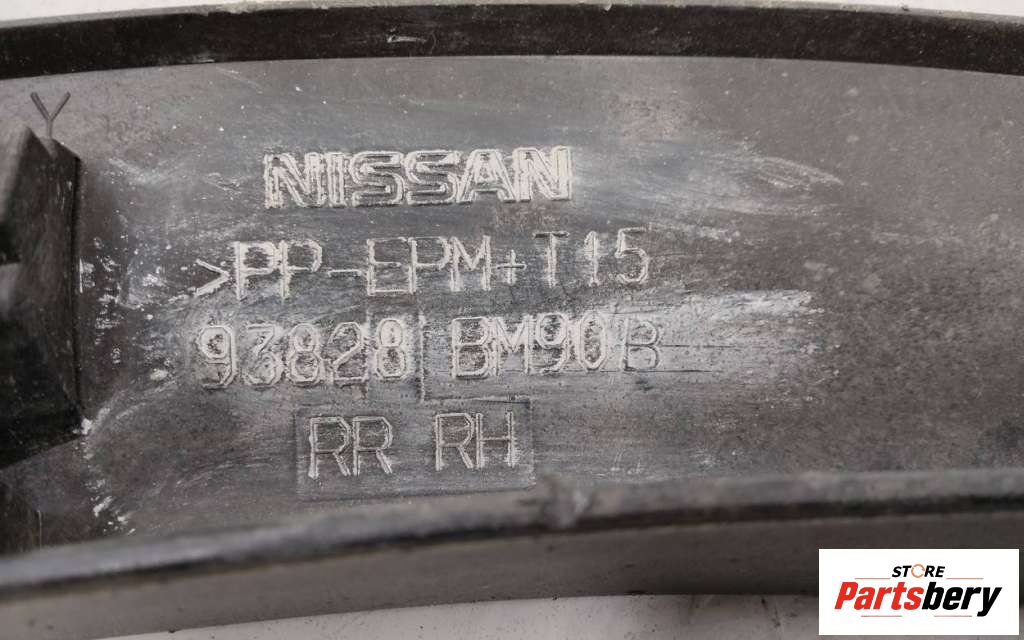 NISSAN
>PP-EPM+T15
93828 BM90B
RR RH
STORE
Partsbery